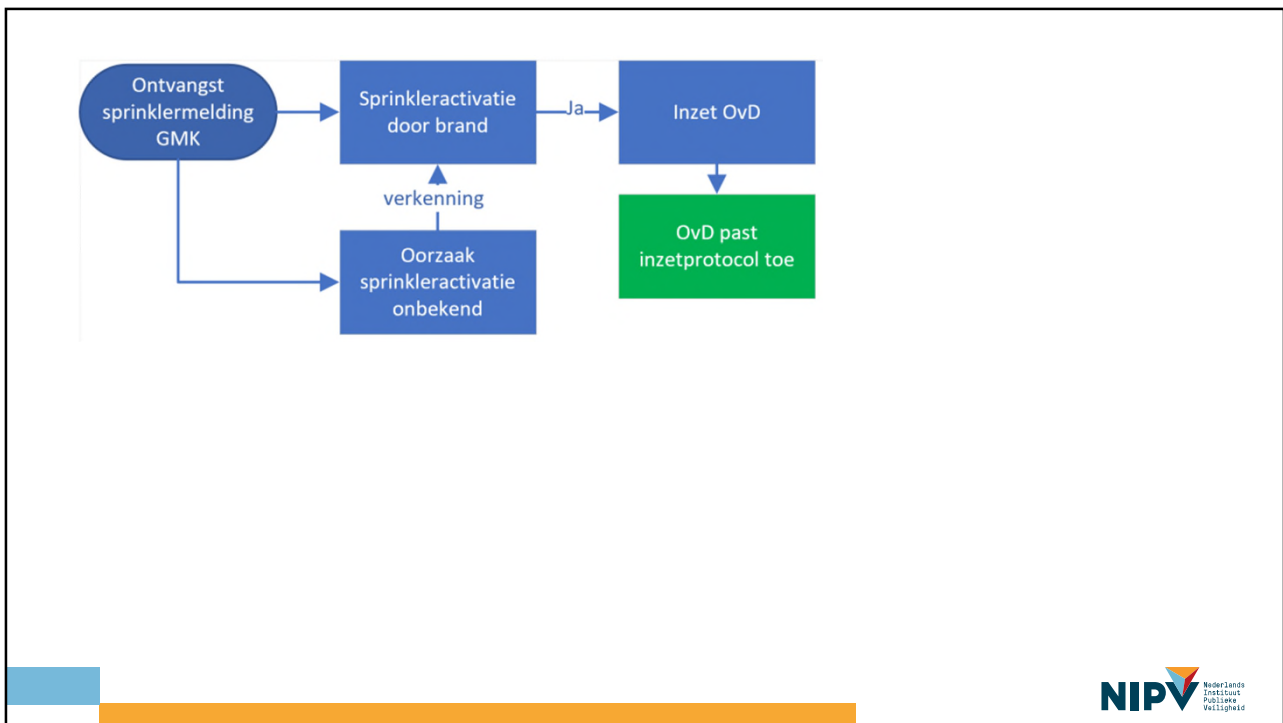 Ontvangst
sprinklermelding
GMK
Sprinkleractivatie
door brand
Ja
Inzet OvD
verkenning
Oorzaak
sprinkleractivatie
onbekend
OvD past
inzetprotocol toe
NIPV
Nederlands
Instituut
Publieke
Veiligheid